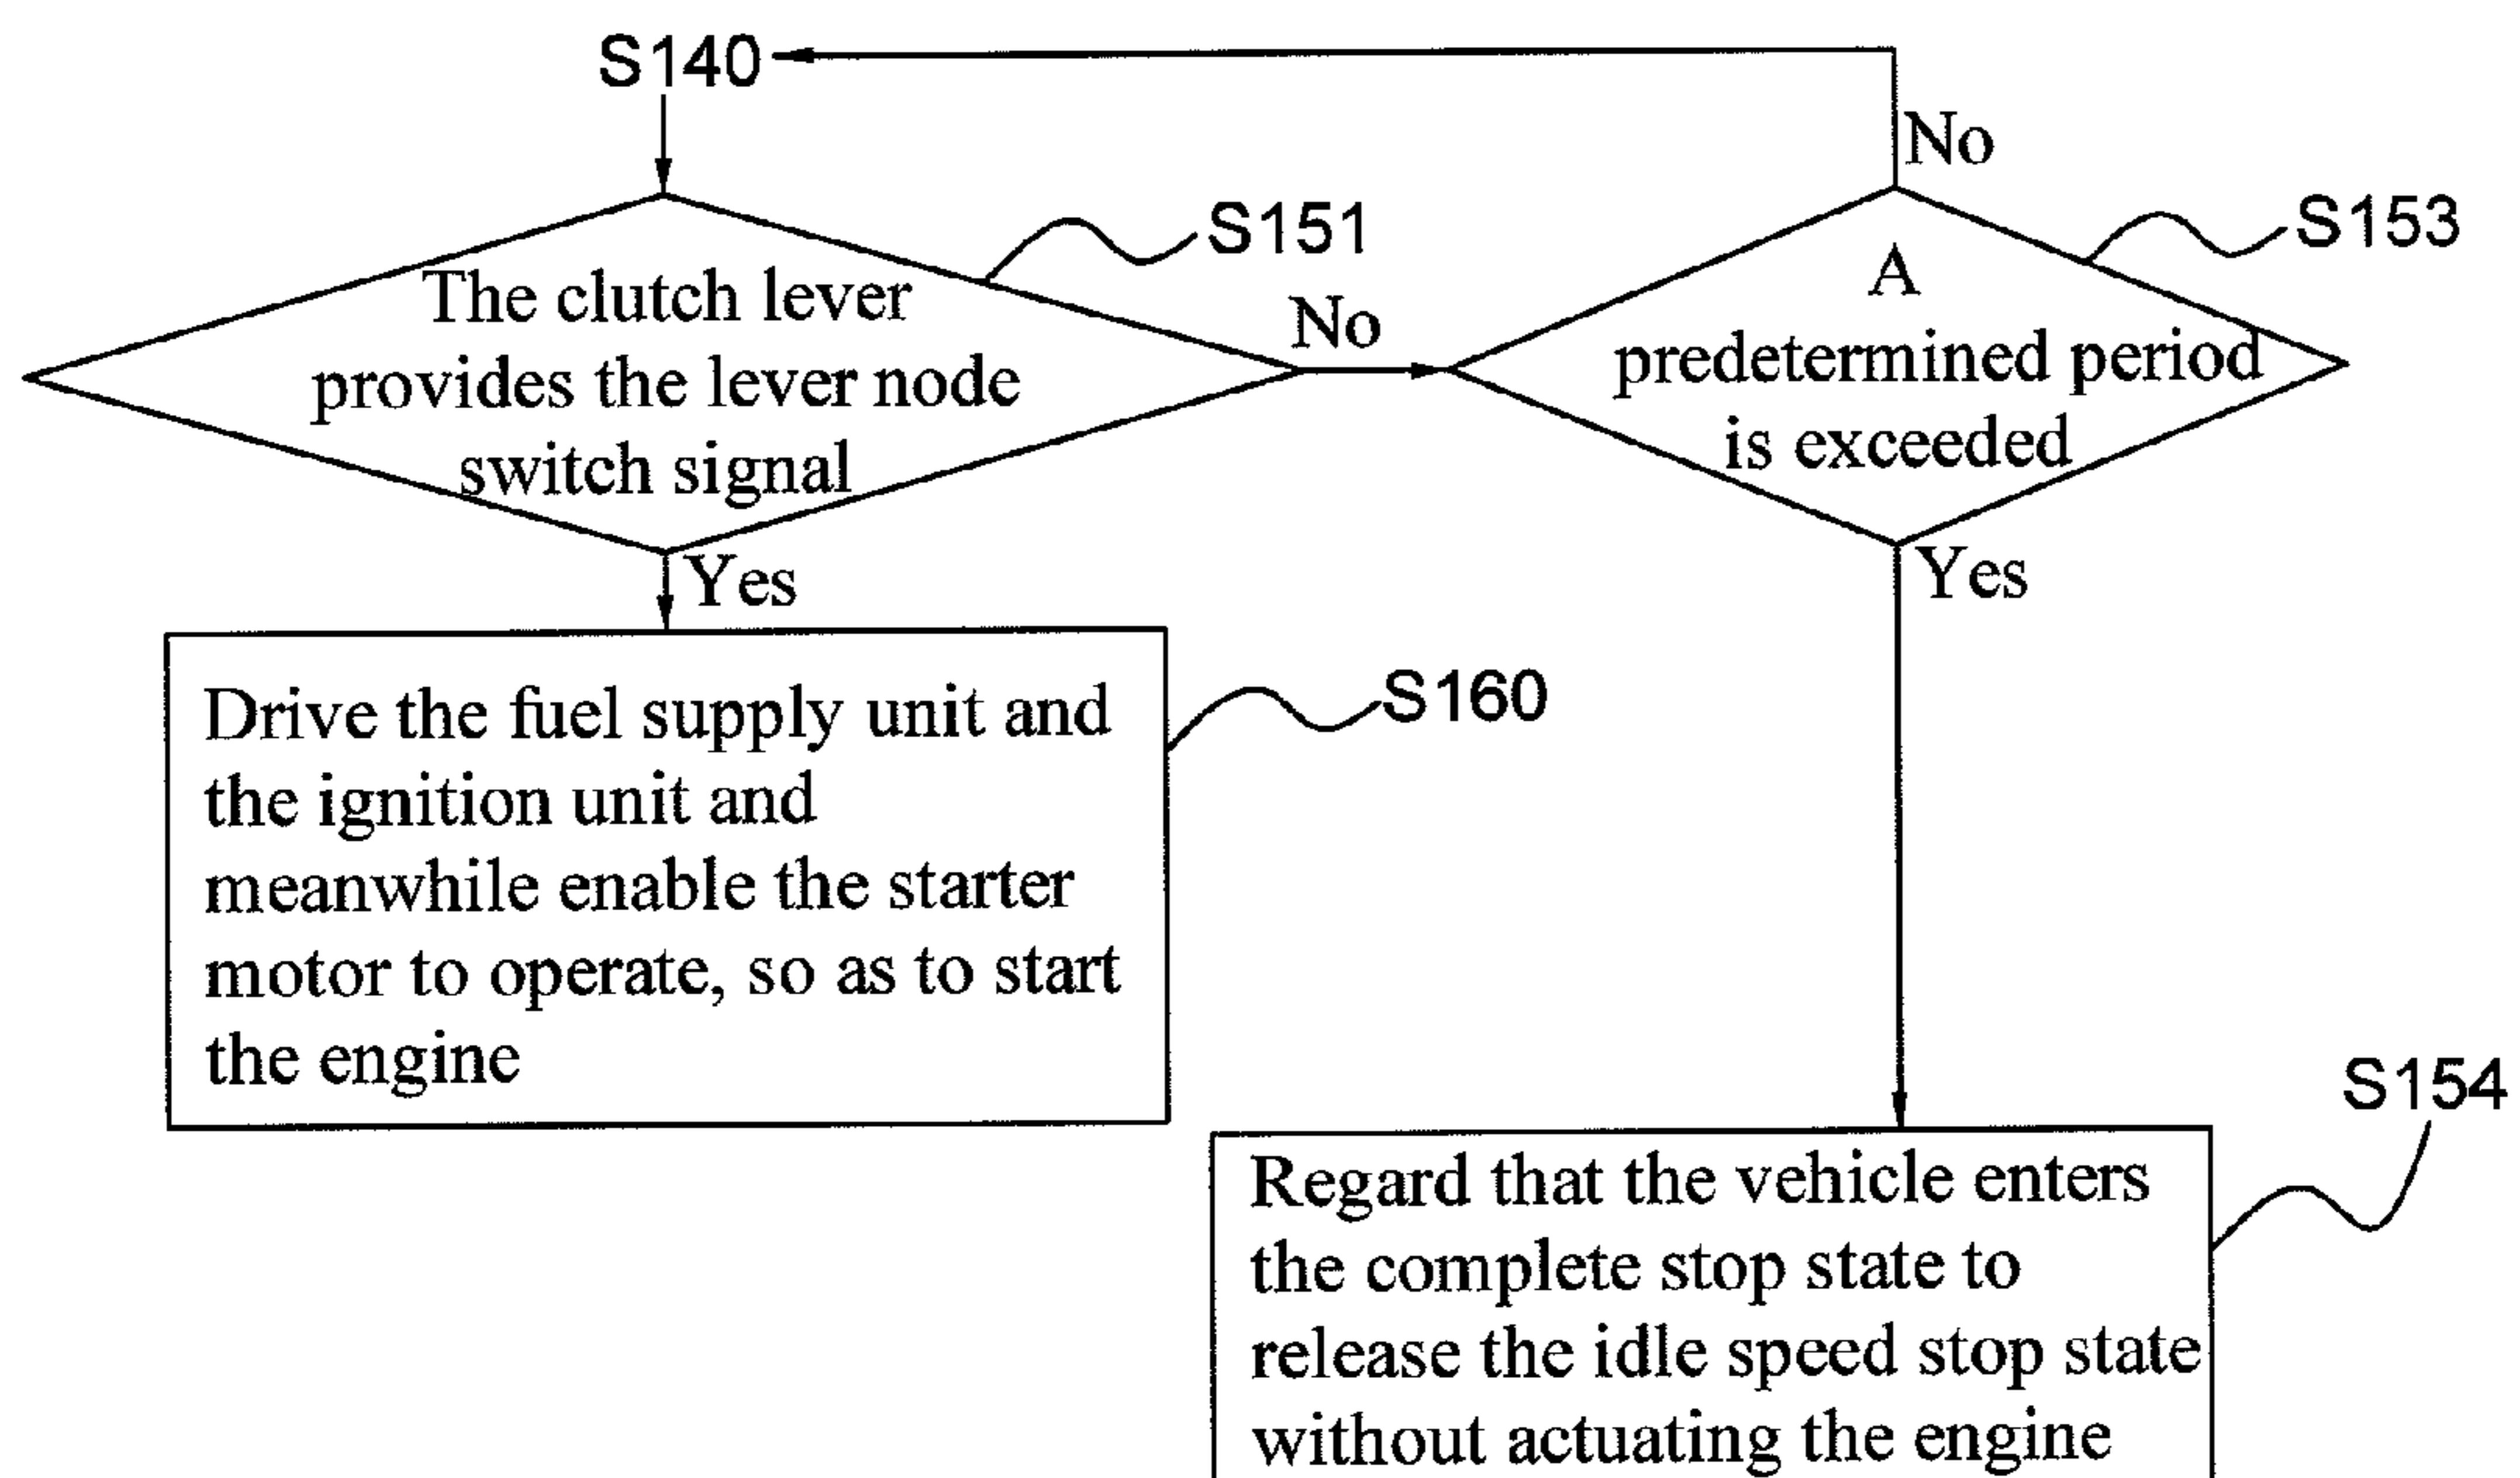 S140
No
S151
S153
The clutch lever
provides the lever node
switch signal
No
A
predetermined period
is exceeded
Yes
Yes
Drive the fuel supply unit and
the ignition unit and
meanwhile enable the starter
motor to operate, so as to start
the engine
S160
S154
Regard that the vehicle enters
the complete stop state to
release the idle speed stop state
without actuating the engine